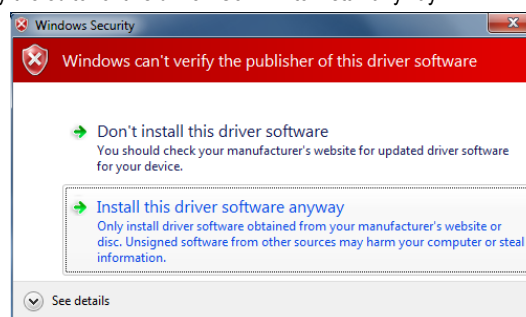 Windows Security
Windows can't verify the publisher of this driver software
Don't install this driver software
You should check your manufacturer's website for updated driver software
for your device.
Install this driver software anyway
Only install driver software obtained from your manufacturer's website or
disc. Unsigned software from other sources may harm your computer or steal
information.
See details